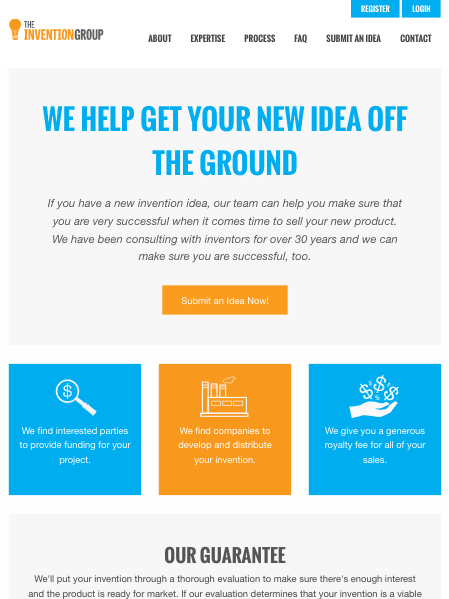 REGISTER
LOGIN
THE
INVENTIONGROUP
ABOUT
EXPERTISE
PROCESS
FAQ
SUBMIT AN IDEA
CONTACT
WE HELP GET YOUR NEW IDEA OFF
THE GROUND
If you have a new invention idea, our team can help you make sure that
you are very successful when it comes time to sell your new product.
We have been consulting with inventors for over 30 years and we can
make sure you are successful, too.
Submit an Idea Now!
We find interested parties
to provide funding for your
project.
We find companies to
develop and distribute
your invention.
We give you a generous
royalty fee for all of your
sales.
OUR GUARANTEE
We'll put your invention through a thorough evaluation to make sure there's enough interest
and the product is ready for market. If our evaluation determines that your invention is a viable